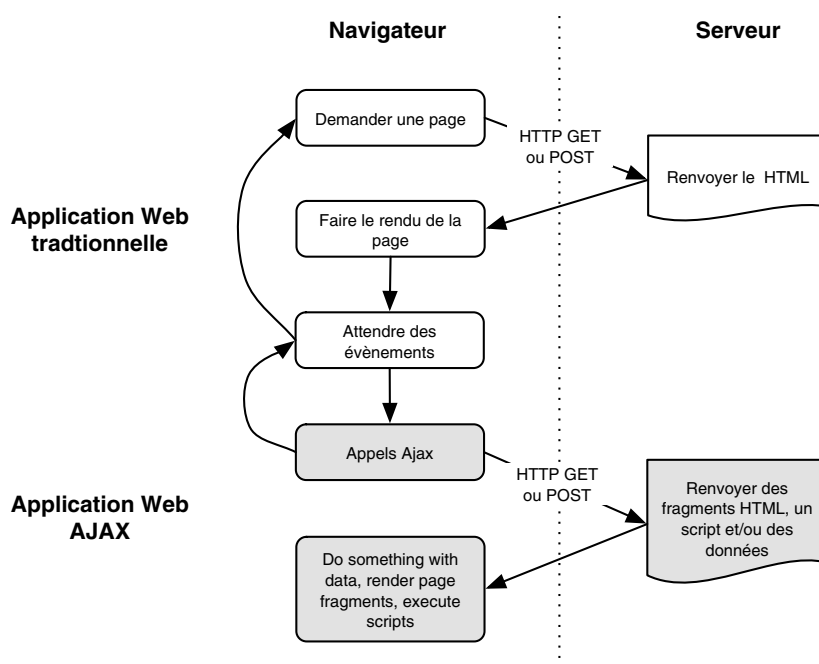 Navigateur
Serveur
Demander une page
HTTP GET
ou POST
Renvoyer le HTML
Application Web
tradtionnelle
Faire le rendu de la
page
Attendre des
évènements
Appels Ajax
HTTP GET
ou POST
Application Web
AJAX
Renvoyer des
fragments HTML, un
script et/ou des
données
Do something with
data, render page
fragments, execute
scripts